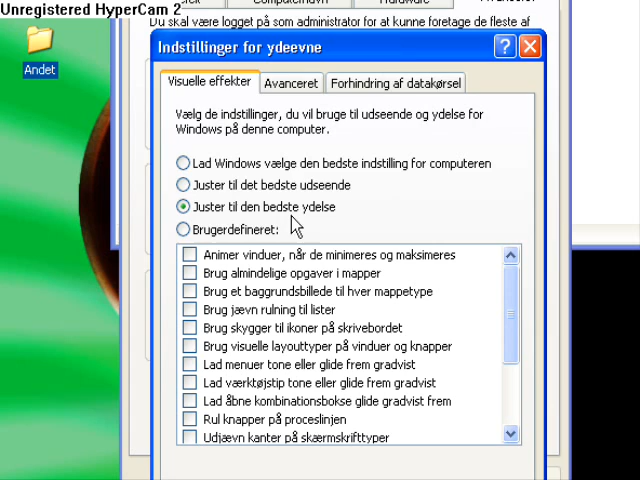 Unregistered HyperCam 2
Du skal være logget på som administrator for at kunne foretage de fleste af
Andet
Indstillinger for ydeevne
Visuelle effekter
Avanceret
Forhindring af datakørsel
Vælg de indstillinger, du vil bruge til udseende og ydelse for
Windows på denne computer.
Lad Windows vælge den bedste indstilling for computeren
Juster til det bedste udseende
Juster til den bedste ydelse
Brugerdefineret:
Animer vinduer, når de minimeres og maksimeres
Brug almindelige opgaver i mapper
Brug et baggrundsbillede til hver mappetype
Brug jævn rulning til lister
Brug skygger til ikoner på skrivebordet
Brug visuelle layouttyper på vinduer og knapper
Lad menuer tone eller glide frem gradvist
Lad værktøjstip tone eller glide frem gradvist
Lad åbne kombinationsbokse glide gradvist frem
Rul knapper på proceslinjen
Udjævn kanter på skærmskrifttyper